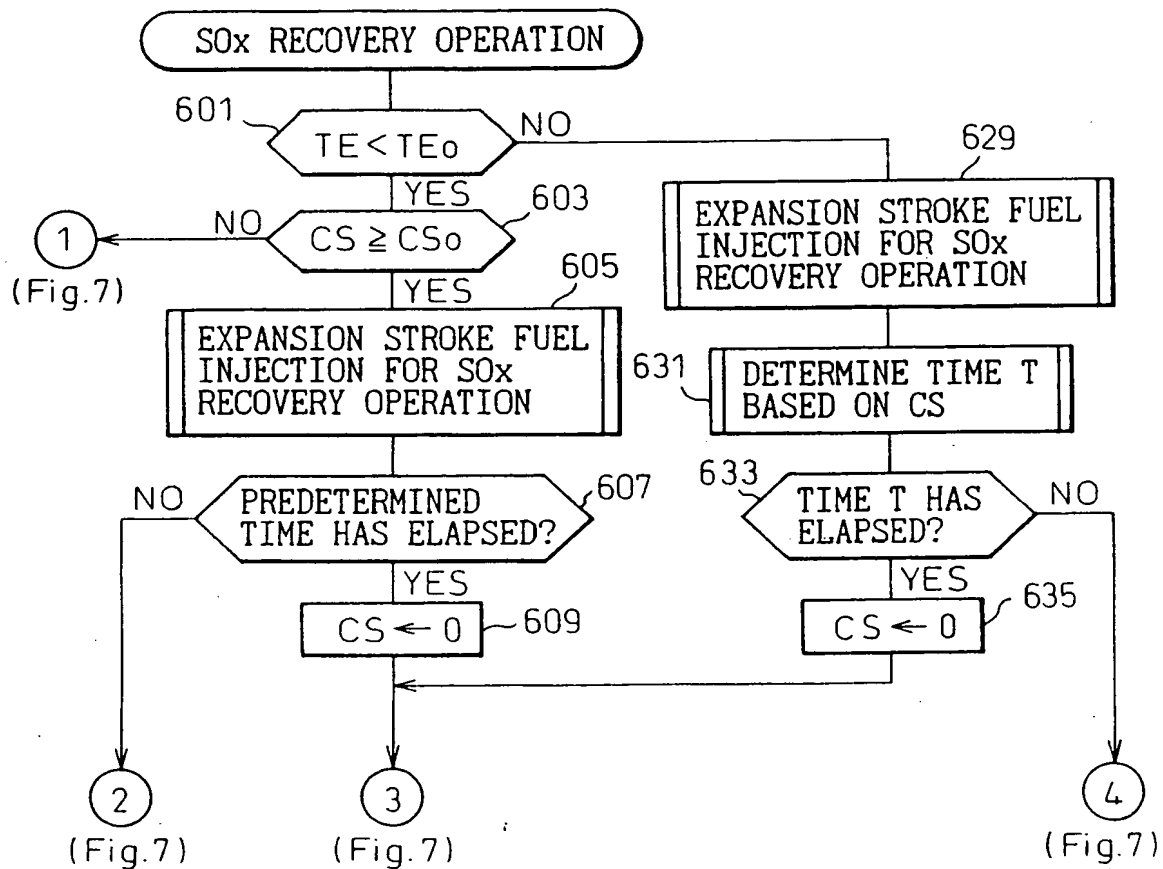 SOx RECOVERY OPERATION
601
TE < TEo
NO
YES
603
NO
CS ≧ CSo
1
(Fig.7)
YES
605
EXPANSION STROKE FUEL
INJECTION FOR SOx
RECOVERY OPERATION
NO
PREDETERMINED
TIME HAS ELAPSED?
607
YES
CS ← 0
609
629
EXPANSION STROKE FUEL
INJECTION FOR SOx
RECOVERY OPERATION
631
DETERMINE TIME T
BASED ON CS
633
TIME T HAS
ELAPSED?
NO
YES
635
CS ← 0
2
(Fig.7)
3
(Fig.7)
4
(Fig.7)